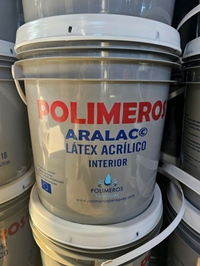 POLIMEROS
ARALAC©
LÁTEX ACRÍLICO
INTERIOR
POLIMEROS